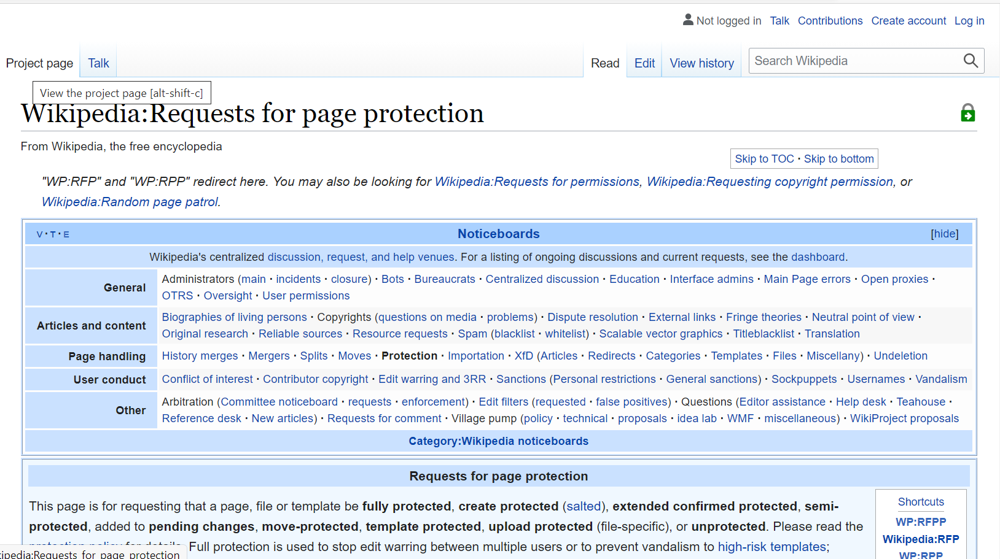 Not logged in Talk Contributions Create account Log in
Project page Talk Read Edit View history Search Wikipedia
View the project page [alt-shift-c]
Wikipedia:Requests for page protection
From Wikipedia, the free encyclopedia
Skip to TOC · Skip to bottom
"WP:RFP" and "WP:RPP" redirect here. You may also be looking for Wikipedia:Requests for permissions, Wikipedia:Requesting copyright permission, or
Wikipedia:Random page patrol.
V · T · E Noticeboards [hide]
Wikipedia's centralized discussion, request, and help venues. For a listing of ongoing discussions and current requests, see the dashboard.
General
Administrators (main · incidents · closure) · Bots · Bureaucrats · Centralized discussion · Education · Interface admins · Main Page errors · Open proxies ·
OTRS · Oversight · User permissions
Articles and content
Biographies of living persons · Copyrights (questions on media · problems) · Dispute resolution · External links · Fringe theories · Neutral point of view ·
Original research · Reliable sources · Resource requests · Spam (blacklist · whitelist) · Scalable vector graphics · Titleblacklist · Translation
Page handling
History merges · Mergers · Splits · Moves · Protection · Importation · XfD (Articles · Redirects · Categories · Templates · Files · Miscellany) · Undeletion
User conduct
Conflict of interest · Contributor copyright · Edit warring and 3RR · Sanctions (Personal restrictions · General sanctions) · Sockpuppets · Usernames · Vandalism
Other
Arbitration (Committee noticeboard · requests · enforcement) · Edit filters (requested · false positives) · Questions (Editor assistance · Help desk · Teahouse ·
Reference desk · New articles) · Requests for comment · Village pump (policy · technical · proposals · idea lab · WMF · miscellaneous) · WikiProject proposals
Category:Wikipedia noticeboards
Requests for page protection
This page is for requesting that a page, file or template be fully protected, create protected (salted), extended confirmed protected, semi-
protected, added to pending changes, move-protected, template protected, upload protected (file-specific), or unprotected. Please read the
protection policy for details. Full protection is used to stop edit warring between multiple users or to prevent vandalism to high-risk templates;
Shortcuts
WP:RFPP
Wikipedia:RFP
WP:RPP
kipedia:Requests_for_page_protection